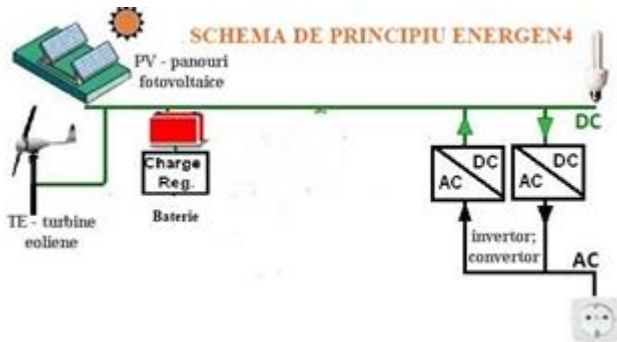 SCHEMA DE PRINCIPIU ENERGEN4
PV - panouri
fotovoltaice
DC
Charge
Reg.
Baterie
DC
AC
DC
AC
TE - turbine
eoliene
invertor;
convertor
AC